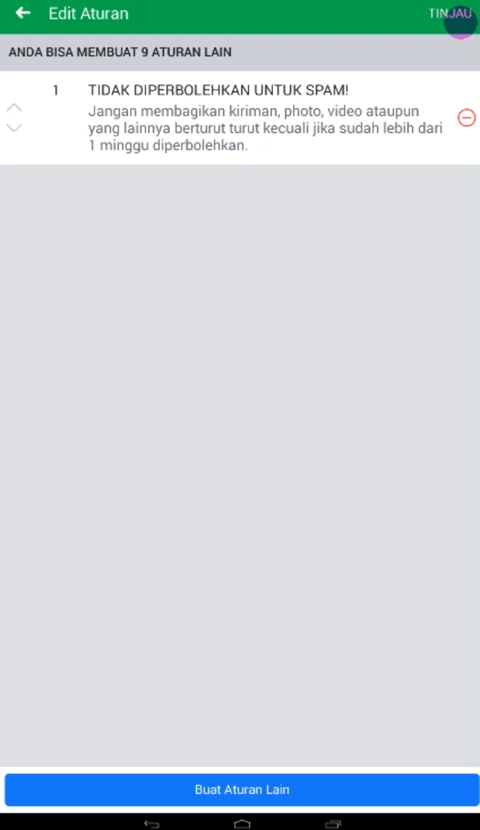 Edit Aturan
TINJAU
ANDA BISA MEMBUAT 9 ATURAN LAIN
1
TIDAK DIPERBOLEHKAN UNTUK SPAM!
Jangan membagikan kiriman, photo, video ataupun
yang lainnya berturut turut kecuali jika sudah lebih dari
1 minggu diperbolehkan.
Buat Aturan Lain